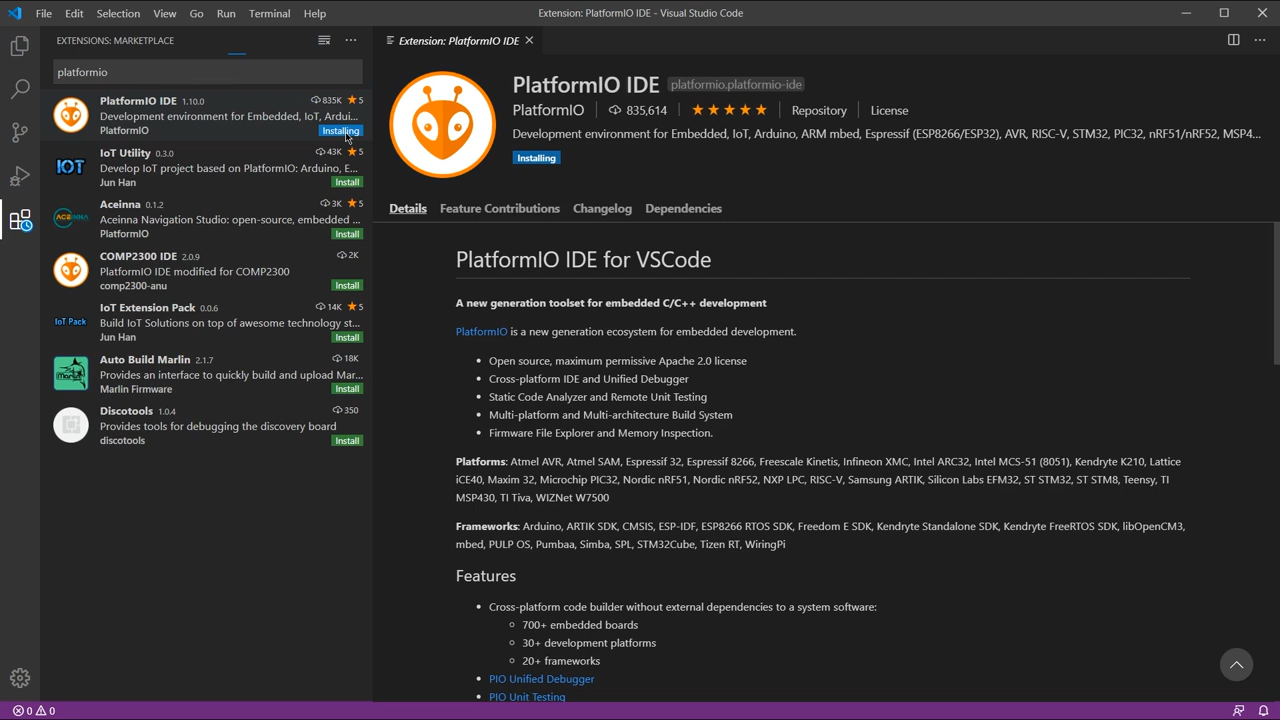 File Edit Selection View Go Run Terminal Help
Extension: PlatformIO IDE - Visual Studio Code
EXTENSIONS: MARKETPLACE
platformio
PlatformIO IDE 1.10.0 835K ★5
Development environment for Embedded, IoT, Ardui...
PlatformIO Installing
IoT Utility 0.3.0 43K ★5
Develop IoT project based on PlatformIO: Arduino, E...
Jun Han Install
ACEINNA
Aceinna 0.1.2 3K ★5
Aceinna Navigation Studio: open-source, embedded ...
PlatformIO Install
COMP2300 IDE 2.0.9 2K
PlatformIO IDE modified for COMP2300
comp2300-anu Install
IoT Pack
IoT Extension Pack 0.0.6 14K ★5
Build IoT Solutions on top of awesome technology st...
Jun Han Install
Auto Build Marlin 2.1.7 18K
Provides an interface to quickly build and upload Mar...
Marlin Firmware Install
Discotools 1.0.4 350
Provides tools for debugging the discovery board
discotools Install
IOT
Extension: PlatformIO IDE
PlatformIO IDE platformio.platformio-ide
PlatformIO 835,614 ★★★★★ Repository License
Development environment for Embedded, IoT, Arduino, ARM mbed, Espressif (ESP8266/ESP32), AVR, RISC-V, STM32, PIC32, nRF51/nRF52, MSP4...
Installing
Details Feature Contributions Changelog Dependencies
PlatformIO IDE for VSCode
A new generation toolset for embedded C/C++ development
PlatformIO is a new generation ecosystem for embedded development.
• Open source, maximum permissive Apache 2.0 license
• Cross-platform IDE and Unified Debugger
• Static Code Analyzer and Remote Unit Testing
• Multi-platform and Multi-architecture Build System
• Firmware File Explorer and Memory Inspection.
Platforms: Atmel AVR, Atmel SAM, Espressif 32, Espressif 8266, Freescale Kinetis, Infineon XMC, Intel ARC32, Intel MCS-51 (8051), Kendryte K210, Lattice
iCE40, Maxim 32, Microchip PIC32, Nordic nRF51, Nordic nRF52, NXP LPC, RISC-V, Samsung ARTIK, Silicon Labs EFM32, ST STM32, ST STM8, Teensy, TI
MSP430, TI Tiva, WIZNet W7500
Frameworks: Arduino, ARTIK SDK, CMSIS, ESP-IDF, ESP8266 RTOS SDK, Freedom E SDK, Kendryte Standalone SDK, Kendryte FreeRTOS SDK, libOpenCM3,
mbed, PULP OS, Pumbaa, Simba, SPL, STM32Cube, Tizen RT, WiringPi
Features
• Cross-platform code builder without external dependencies to a system software:
○ 700+ embedded boards
○ 30+ development platforms
○ 20+ frameworks
• PIO Unified Debugger
• PIO Unit Testing
0 0